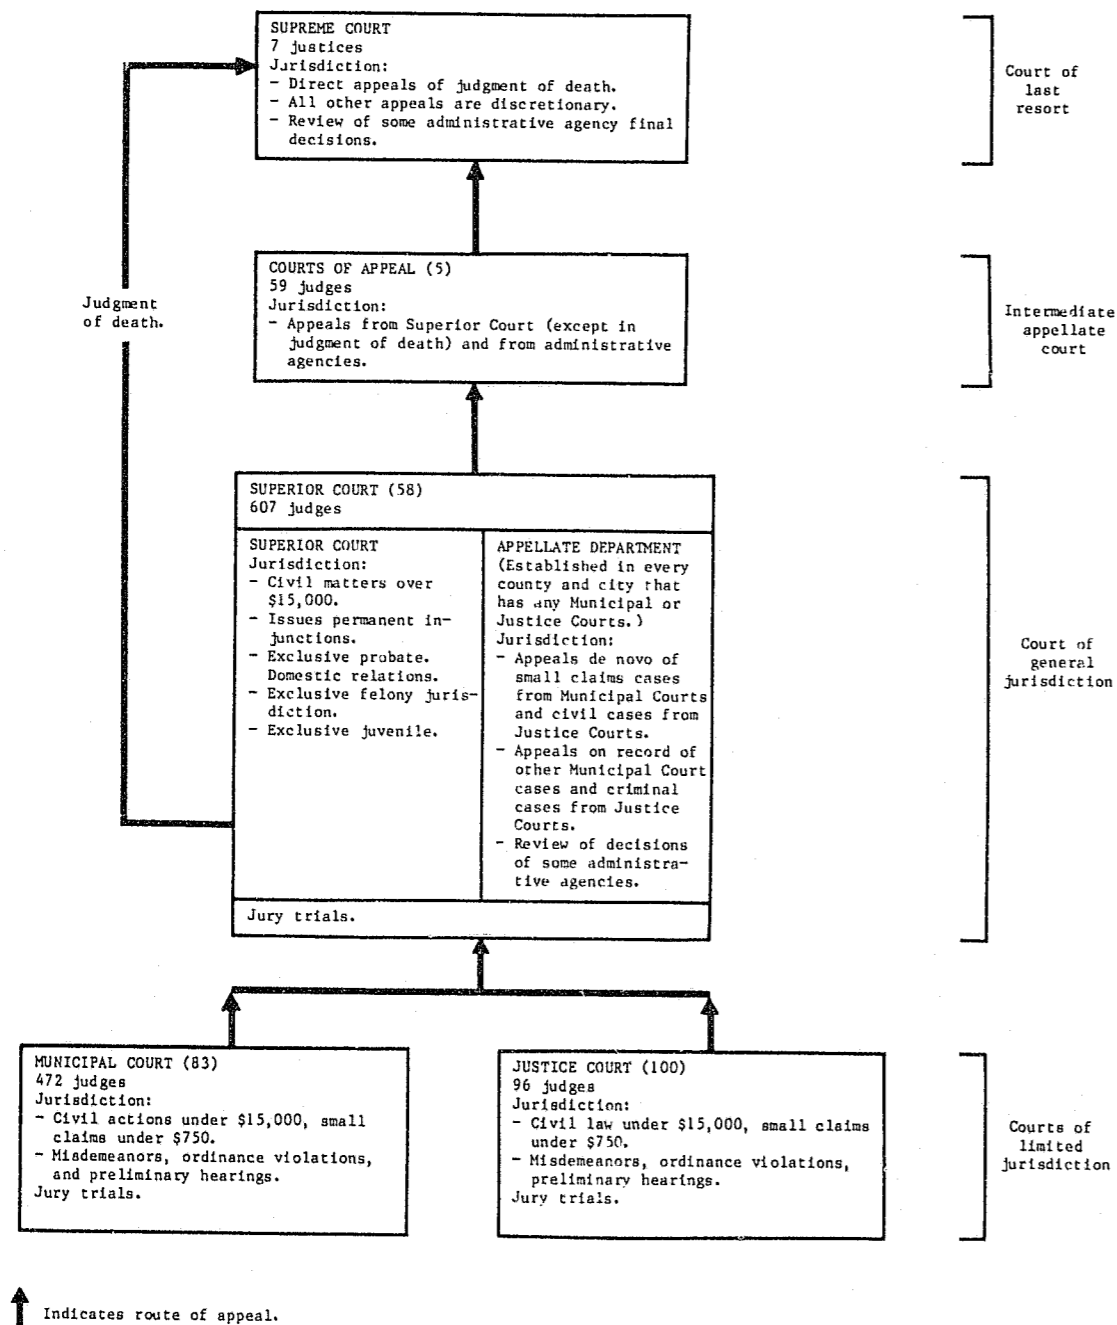 SUPREME COURT
7 justices
Jurisdiction:
- Direct appeals of judgment of death.
- All other appeals are discretionary.
- Review of some administrative agency final
decisions.
Court of
last
resort
COURTS OF APPEAL (5)
59 judges
Jurisdiction:
- Appeals from Superior Court (except in
judgment of death) and from administrative
agencies.
Judgment
of death.
Intermediate
appellate
court
SUPERIOR COURT (58)
607 judges
SUPERIOR COURT
Jurisdiction:
- Civil matters over
$15,000.
- Issues permanent in-
junctions.
- Exclusive probate.
Domestic relations.
- Exclusive felony juris-
diction.
- Exclusive juvenile.
APPELLATE DEPARTMENT
(Established in every
county and city that
has any Municipal or
Justice Courts.)
Jurisdiction:
- Appeals de novo of
small claims cases
from Municipal Courts
and civil cases from
Justice Courts.
- Appeals on record of
other Municipal Court
cases and criminal
cases from Justice
Courts.
- Review of decisions
of some administra-
tive agencies.
Jury trials.
Court of
general
jurisdiction
MUNICIPAL COURT (83)
472 judges
Jurisdiction:
- Civil actions under $15,000, small
claims under $750.
- Misdemeanors, ordinance violations,
and preliminary hearings.
Jury trials.
JUSTICE COURT (100)
96 judges
Jurisdiction:
- Civil law under $15,000, small claims
under $750.
- Misdemeanors, ordinance violations,
preliminary hearings.
Jury trials.
Courts of
limited
jurisdiction
Indicates route of appeal.